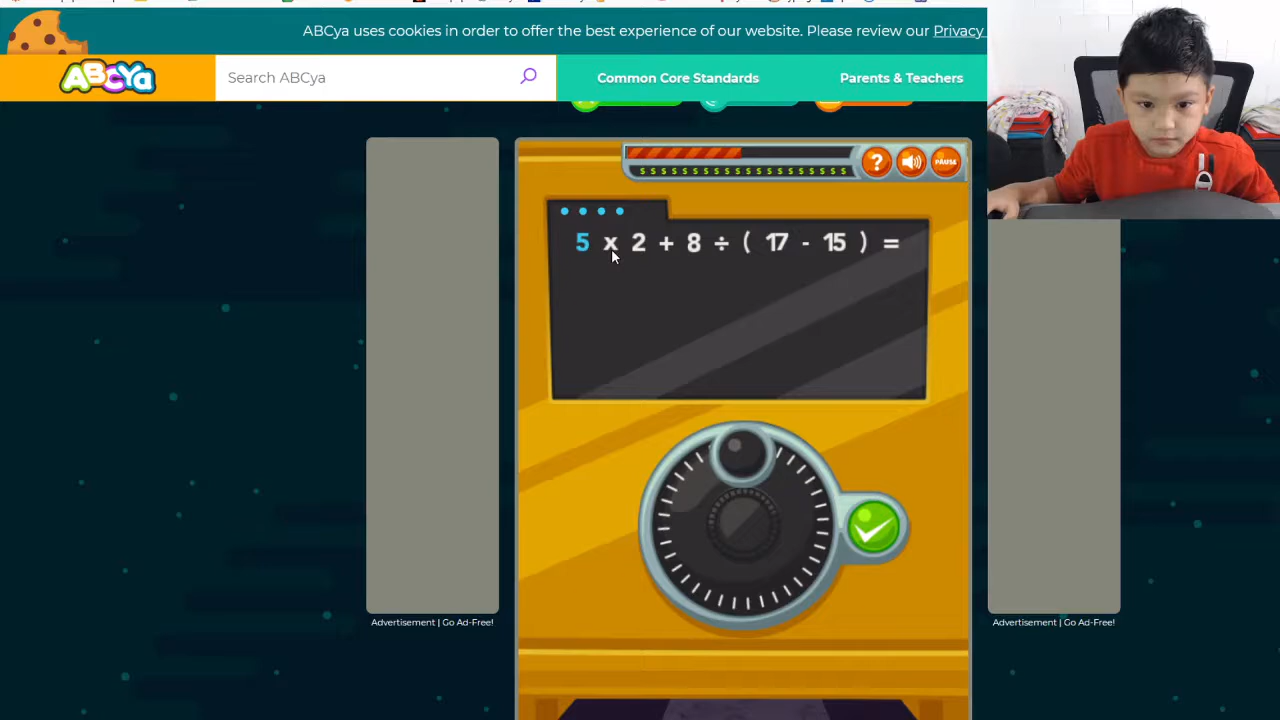 ABCya uses cookies in order to offer the best experience of our website. Please review our Privacy
ABCYa
Search ABCya
Common Core Standards
Parents & Teachers
? PAUSE
$ $ $ $ $ $ $ $ $ $ $ $ $ $ $ $ $ $ $ $
5 x 2 + 8 ÷ ( 17 - 15 ) =
Advertisement | Go Ad-Free!
Advertisement | Go Ad-Free!